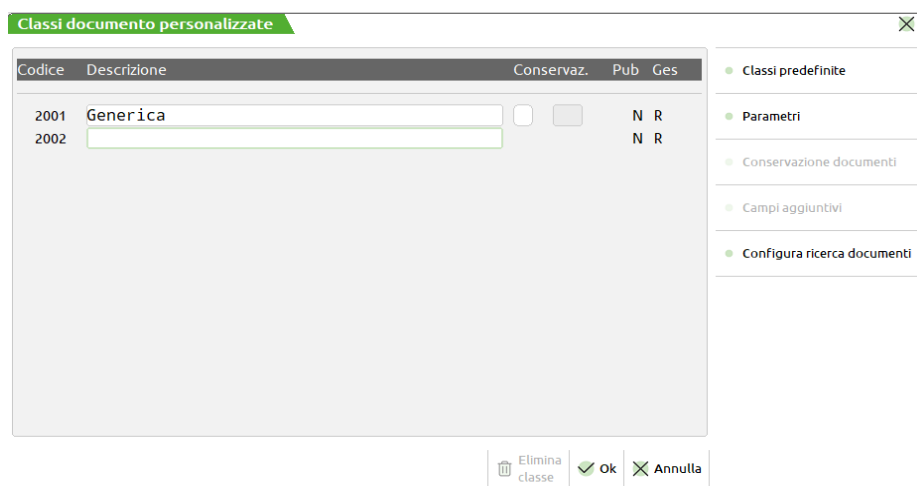 Classi documento personalizzate
Codice Descrizione Conservaz. Pub Ges
2001 Generica N R
2002 N R
Classi predefinite
Parametri
Conservazione documenti
Campi aggiuntivi
Configura ricerca documenti
Elimina classe
Ok
Annulla